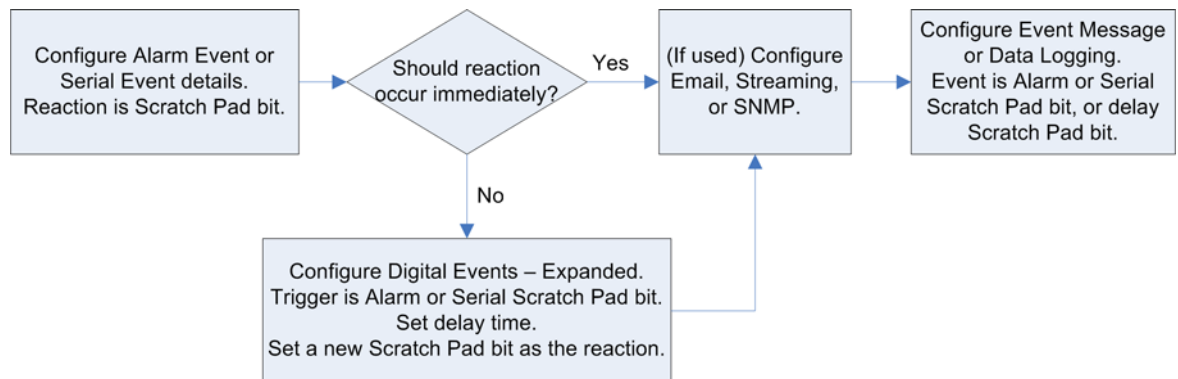 Configure Alarm Event or
Serial Event details.
Reaction is Scratch Pad bit.
Should reaction
occur immediately?
Yes
(If used) Configure
Email, Streaming,
or SNMP.
Configure Event Message
or Data Logging.
Event is Alarm or Serial
Scratch Pad bit, or delay
Scratch Pad bit.
No
Configure Digital Events – Expanded.
Trigger is Alarm or Serial Scratch Pad bit.
Set delay time.
Set a new Scratch Pad bit as the reaction.